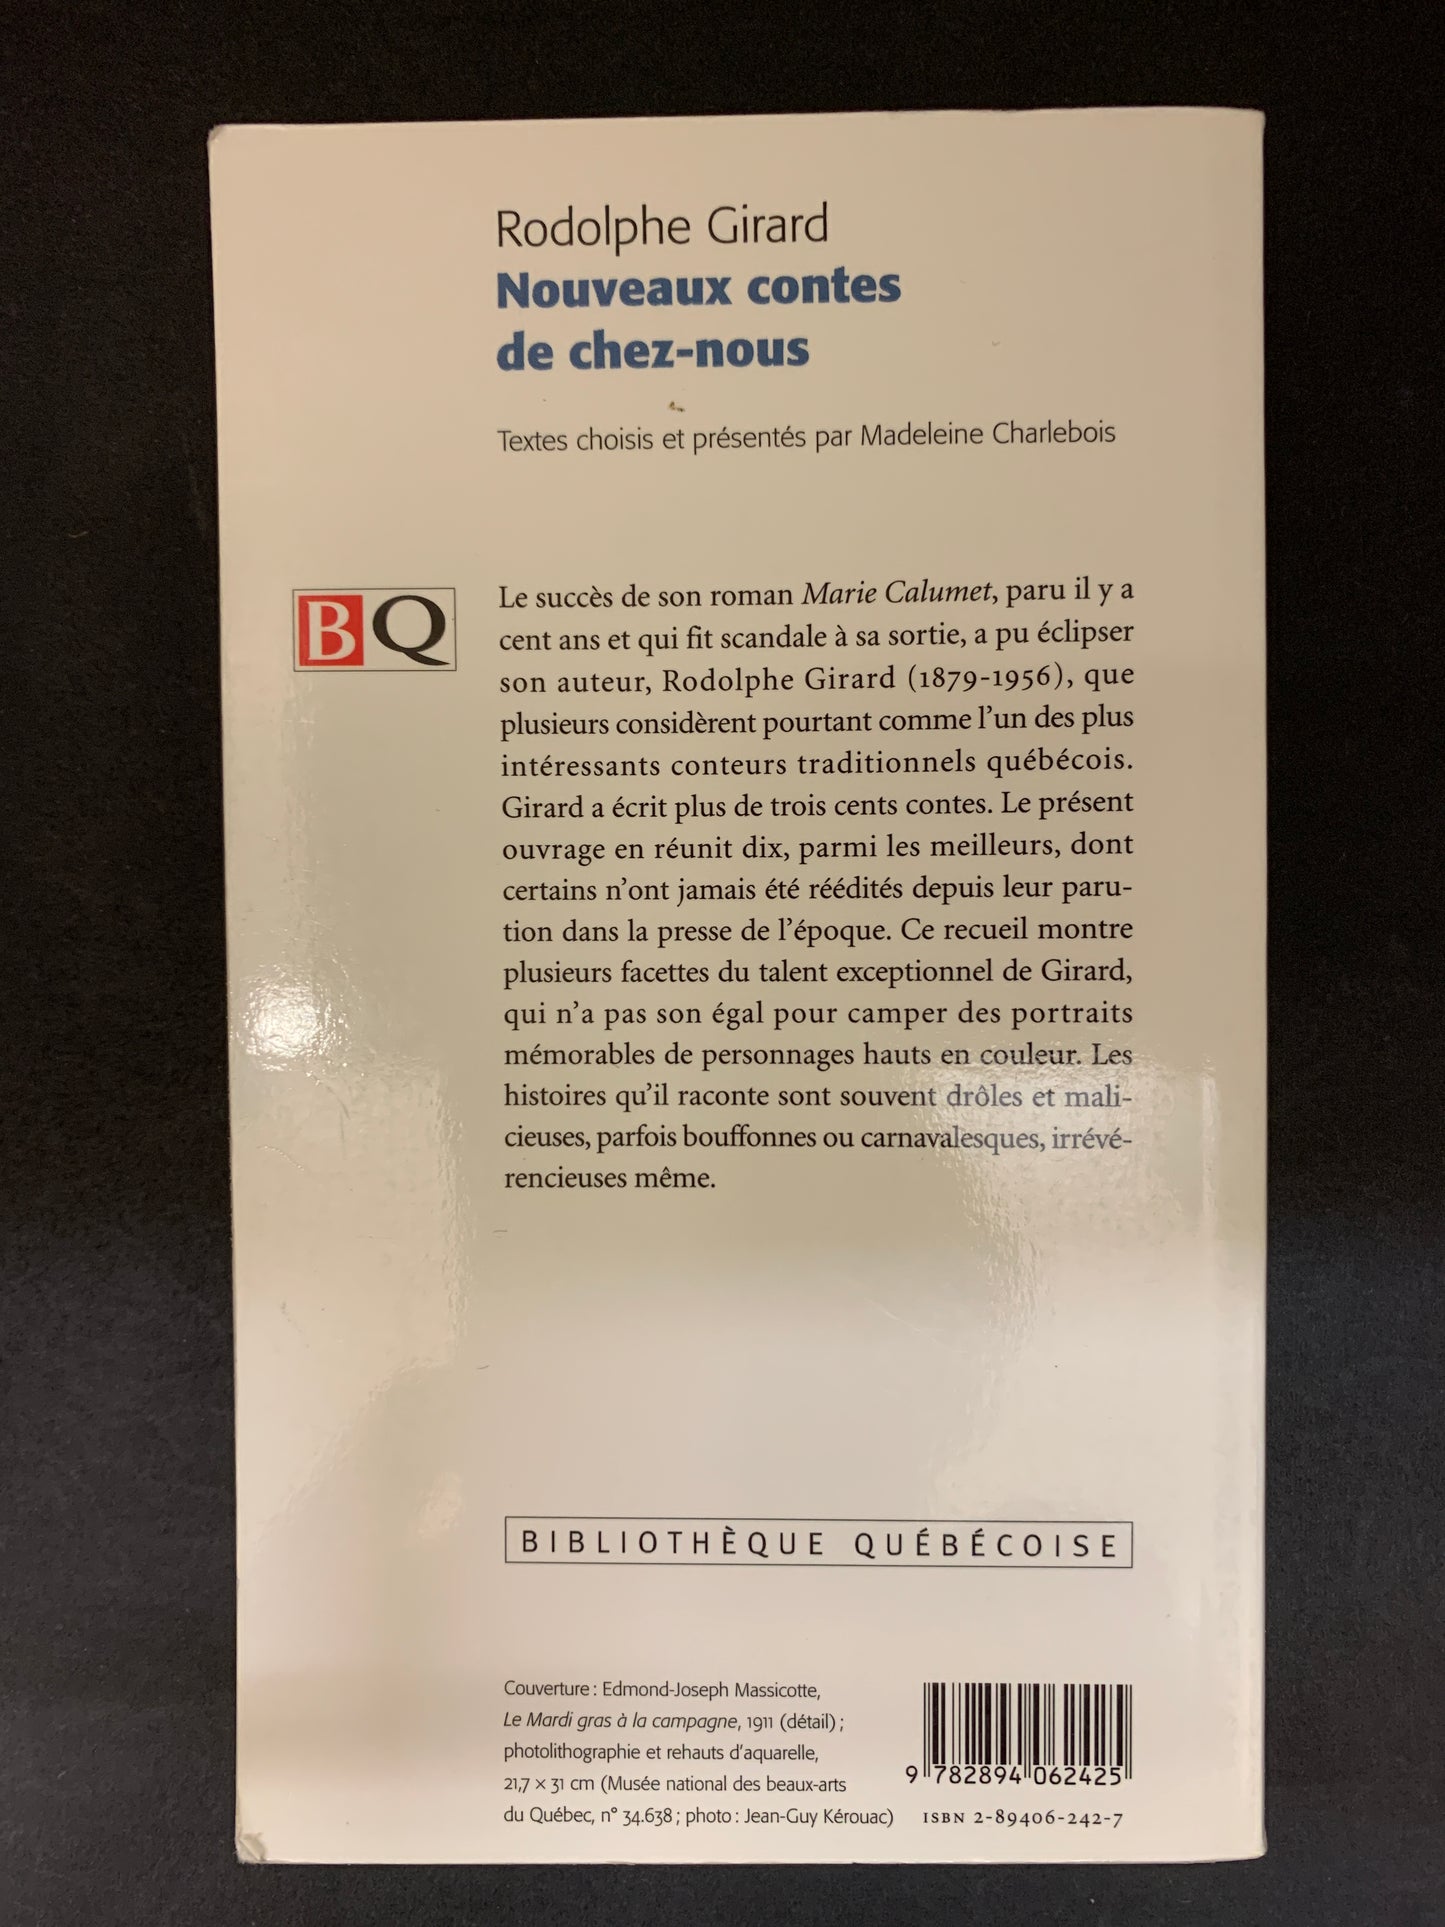 Rodolphe Girard
Nouveaux contes
de chez-nous
Textes choisis et présentés par Madeleine Charlebois
BQ
Le succès de son roman Marie Calumet, paru il y a
cent ans et qui fit scandale à sa sortie, a pu éclipser
son auteur, Rodolphe Girard (1879-1956), que
plusieurs considèrent pourtant comme l'un des plus
intéressants conteurs traditionnels québécois.
Girard a écrit plus de trois cents contes. Le présent
ouvrage en réunit dix, parmi les meilleurs, dont
certains n'ont jamais été réédités depuis leur paru-
tion dans la presse de l'époque. Ce recueil montre
plusieurs facettes du talent exceptionnel de Girard,
qui n'a pas son égal pour camper des portraits
mémorables de personnages hauts en couleur. Les
histoires qu'il raconte sont souvent drôles et mali-
cieuses, parfois bouffonnes ou carnavalesques, irrévé-
rencieuses même.
BIBLIOTHÈQUE QUÉBÉCOISE
Couverture : Edmond-Joseph Massicotte,
Le Mardi gras à la campagne, 1911 (détail) ;
photolithographie et rehauts d'aquarelle,
21,7 × 31 cm (Musée national des beaux-arts
du Québec, n° 34.638 ; photo : Jean-Guy Kérouac)
9 782894 062425
ISBN 2-89406-242-7